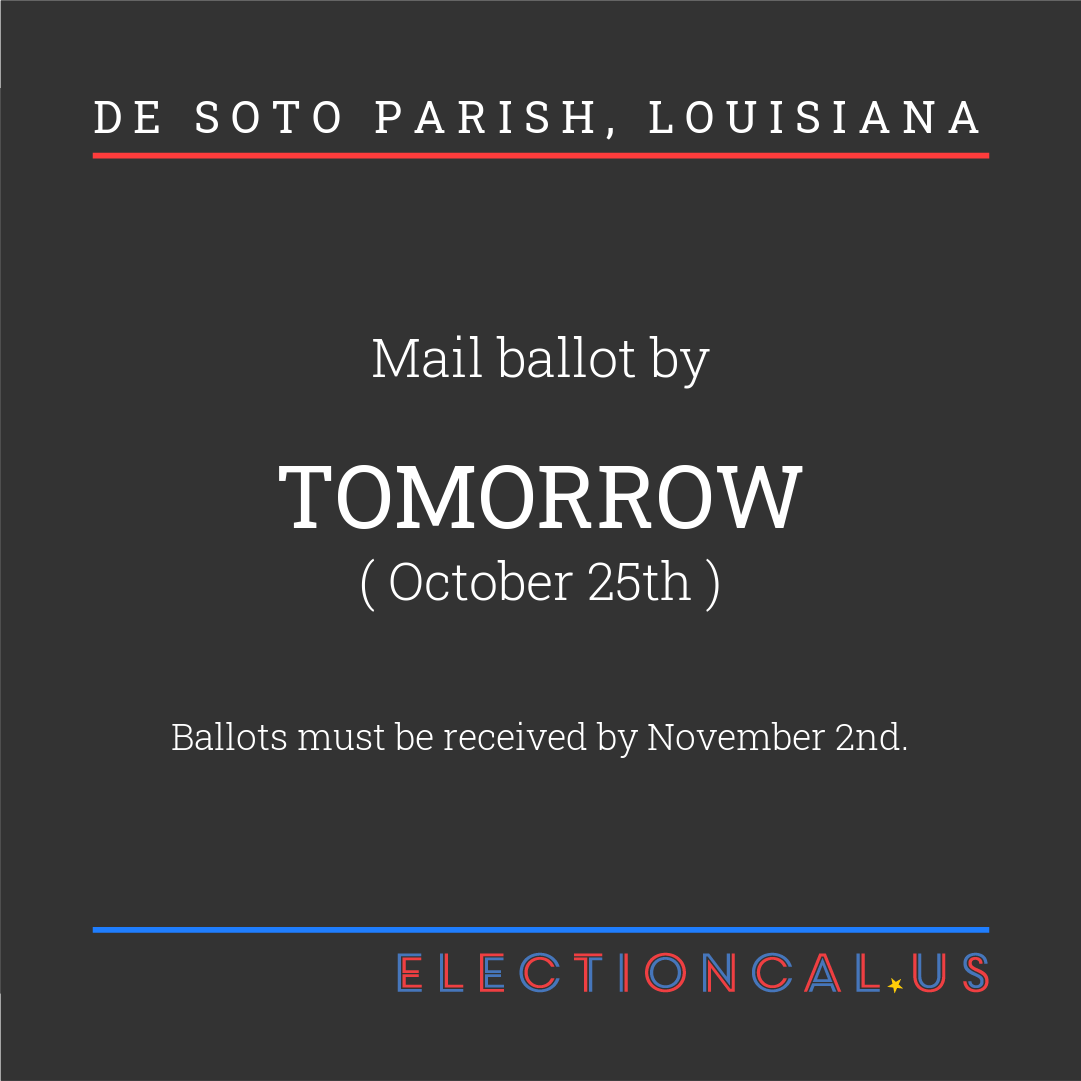 DE SOTO PARISH, LOUISIANA
Mail ballot by
TOMORROW
( October 25th )
Ballots must be received by November 2nd.
ELECTIONCAL.US